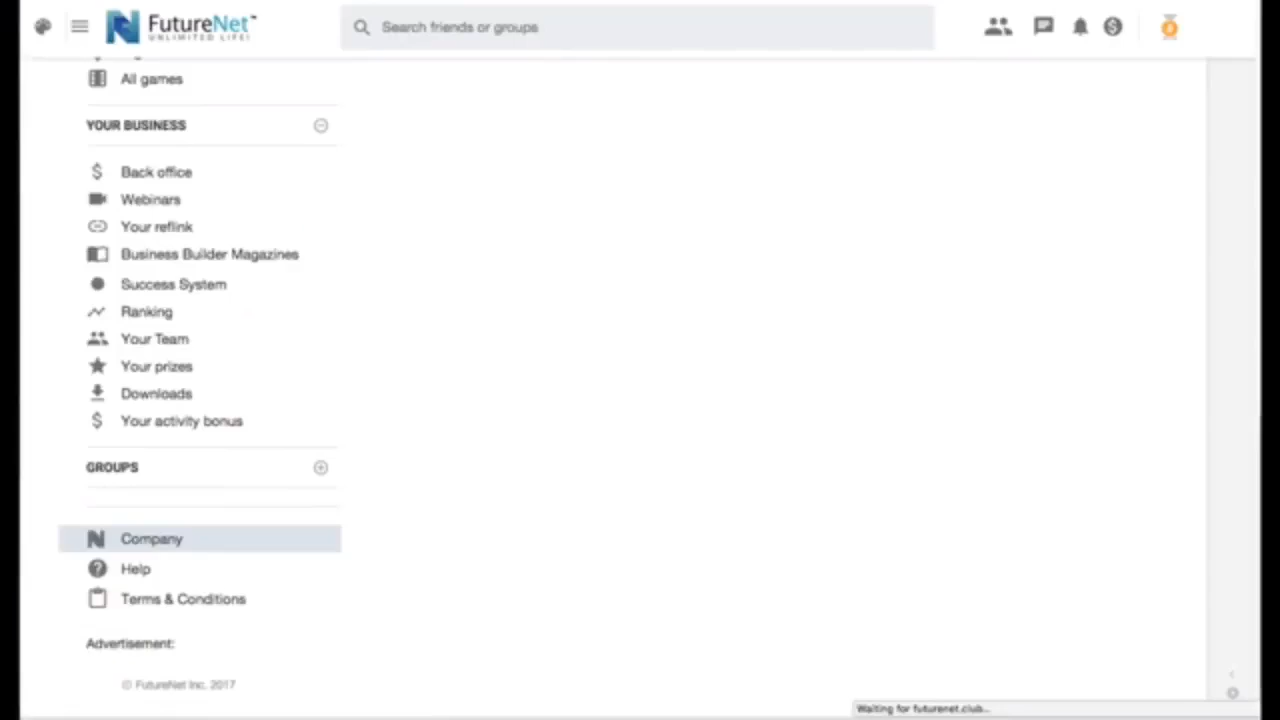 FutureNet™
UNLIMITED LIFE!
Search friends or groups
All games
YOUR BUSINESS
Back office
Webinars
Your reflink
Business Builder Magazines
Success System
Ranking
Your Team
Your prizes
Downloads
Your activity bonus
GROUPS
Company
Help
Terms & Conditions
Advertisement:
© FutureNet Inc. 2017
Waiting for futurenet.club...